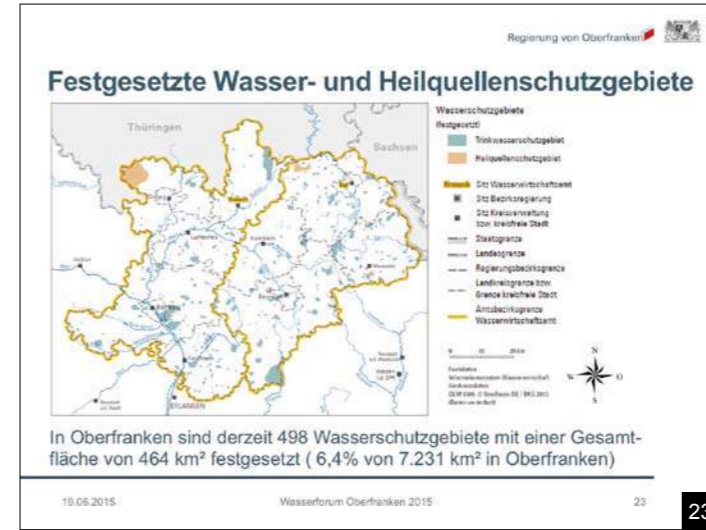 Regierung von Oberfranken
Festgesetzte Wasser- und Heilquellenschutzgebiete
Thüringen
Sachsen
ERLANGEN
Wasserschutzgebiete
(festgesetzt)
Trinkwasserschutzgebiet
Heilquellenschutzgebiet
Kronach Sitz Wasserwirtschaftsamt
Sitz Bezirksregierung
Sitz Kreisverwaltung
bzw. kreisfreie Stadt
Staatsgrenze
Landesgrenze
Regierungsbezirksgrenze
Landkreisgrenze bzw.
Grenze kreisfreie Stadt
Amtsbezirksgrenze
Wasserwirtschaftsamt
N
W
O
S
In Oberfranken sind derzeit 498 Wasserschutzgebiete mit einer Gesamt-
fläche von 464 km² festgesetzt ( 6,4% von 7.231 km² in Oberfranken)
19.06.2015
Wasserforum Oberfranken 2015
23
23